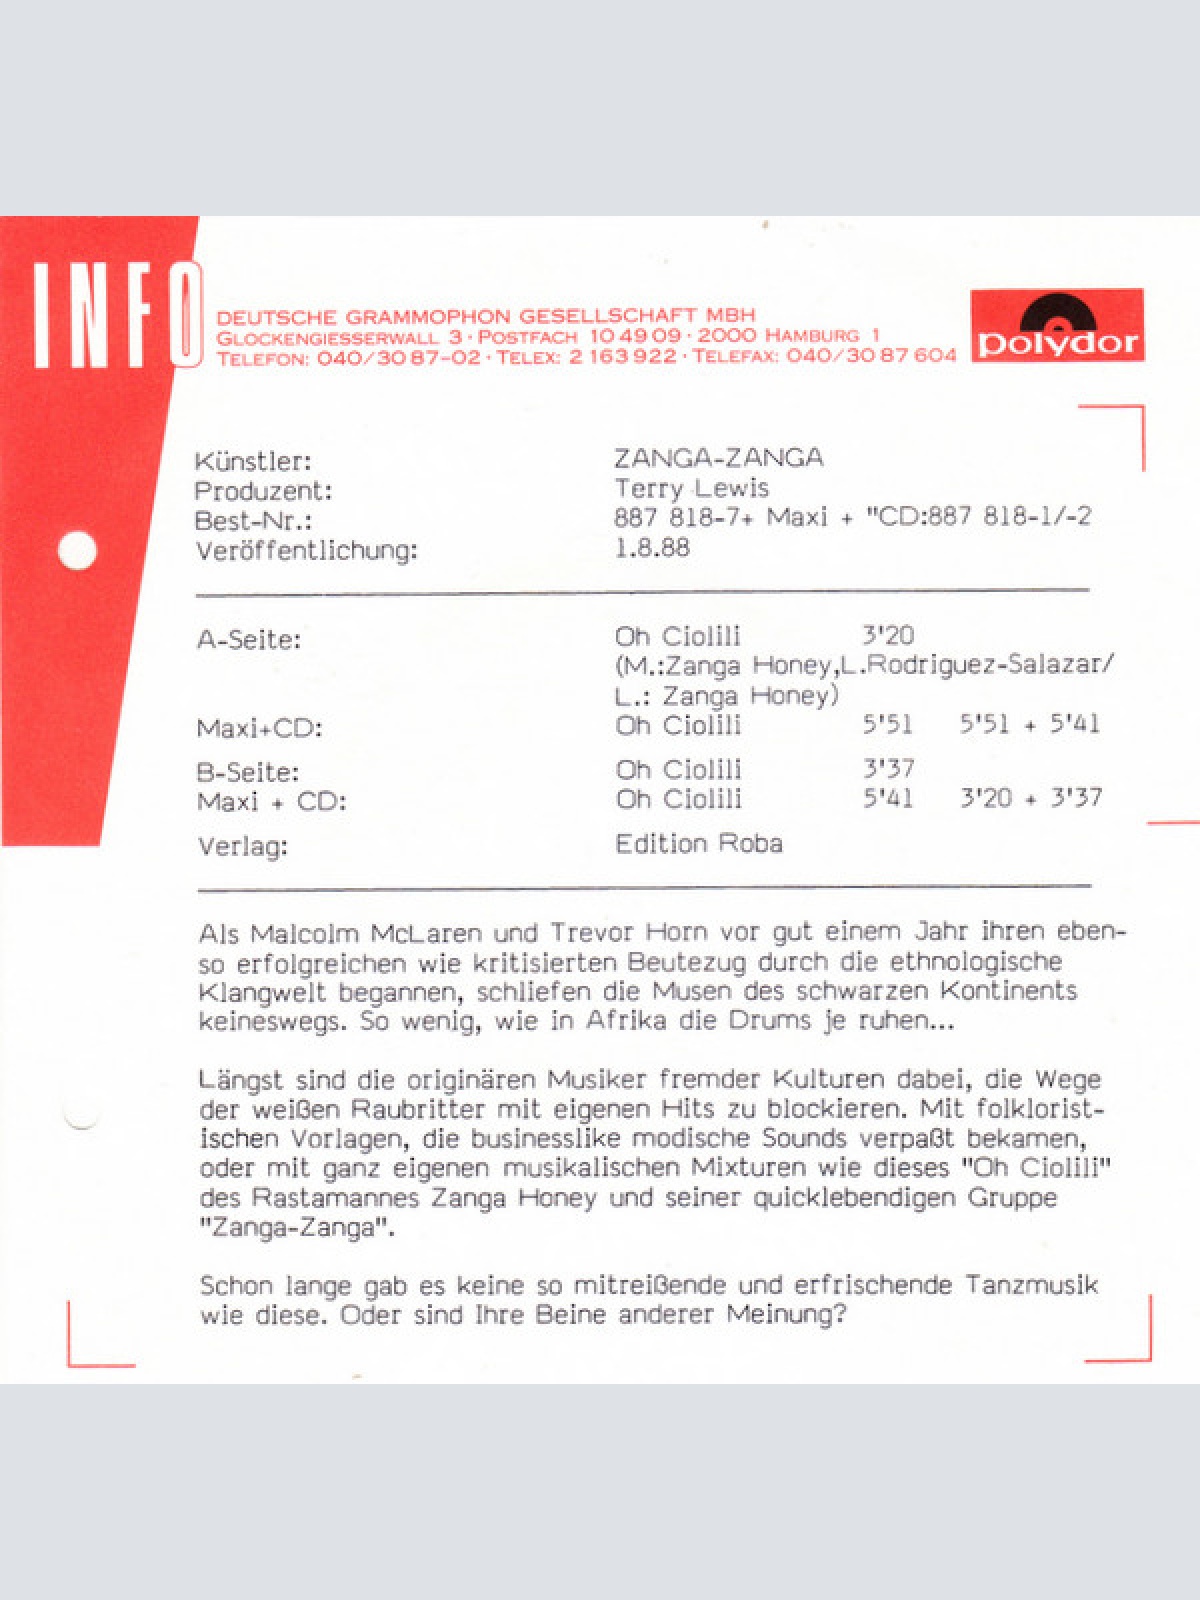 INFO
DEUTSCHE GRAMMOPHON GESELLSCHAFT MBH
GLOCKENGIESSERWALL 3 · POSTFACH 10 49 09 · 2000 HAMBURG 1
TELEFON: 040/30 87-02 · TELEX: 2 163 922 · TELEFAX: 040/30 87 604
polydor
Künstler: ZANGA-ZANGA
Produzent: Terry Lewis
Best-Nr.: 887 818-7+ Maxi + "CD:887 818-1/-2
Veröffentlichung: 1.8.88
A-Seite: Oh Ciolili 3'20
(M.:Zanga Honey,L.Rodriguez-Salazar/
L.: Zanga Honey)
Maxi+CD: Oh Ciolili 5'51 5'51 + 5'41
B-Seite: Oh Ciolili 3'37
Maxi + CD: Oh Ciolili 5'41 3'20 + 3'37
Verlag: Edition Roba
Als Malcolm McLaren und Trevor Horn vor gut einem Jahr ihren eben-
so erfolgreichen wie kritisierten Beutezug durch die ethnologische
Klangwelt begannen, schliefen die Musen des schwarzen Kontinents
keineswegs. So wenig, wie in Afrika die Drums je ruhen...
Längst sind die originären Musiker fremder Kulturen dabei, die Wege
der weißen Raubritter mit eigenen Hits zu blockieren. Mit folklorist-
ischen Vorlagen, die businesslike modische Sounds verpaßt bekamen,
oder mit ganz eigenen musikalischen Mixturen wie dieses "Oh Ciolili"
des Rastamannes Zanga Honey und seiner quicklebendigen Gruppe
"Zanga-Zanga".
Schon lange gab es keine so mitreißende und erfrischende Tanzmusik
wie diese. Oder sind Ihre Beine anderer Meinung?